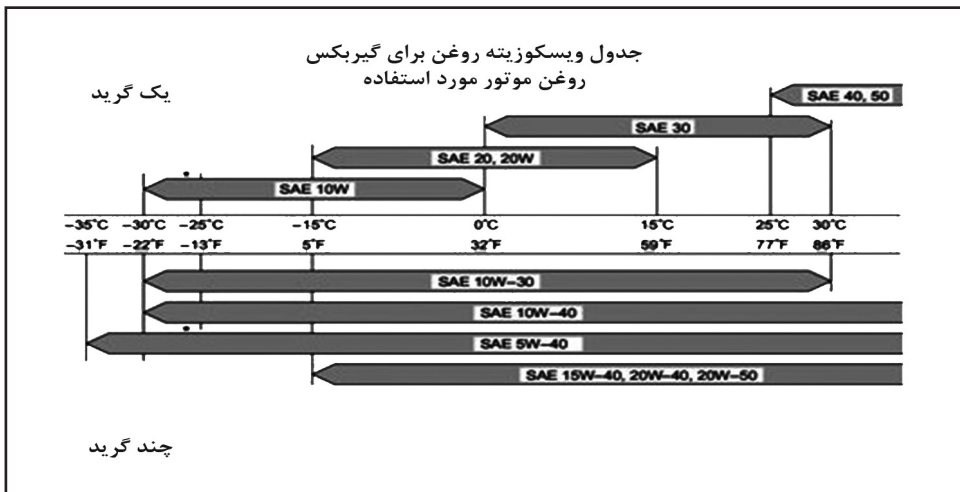 جدول ویسکوزیته روغن برای گیربکس
روغن موتور مورد استفاده
یک گرید
SAE 40, 50
SAE 30
SAE 20, 20W
SAE 10W
–35°C –30°C –25°C –15°C 0°C 15°C 25°C 30°C
–31°F –22°F –13°F 5°F 32°F 59°F 77°F 86°F
SAE 10W–30
SAE 10W–40
SAE 5W–40
SAE 15W–40, 20W–40, 20W–50
چند گرید